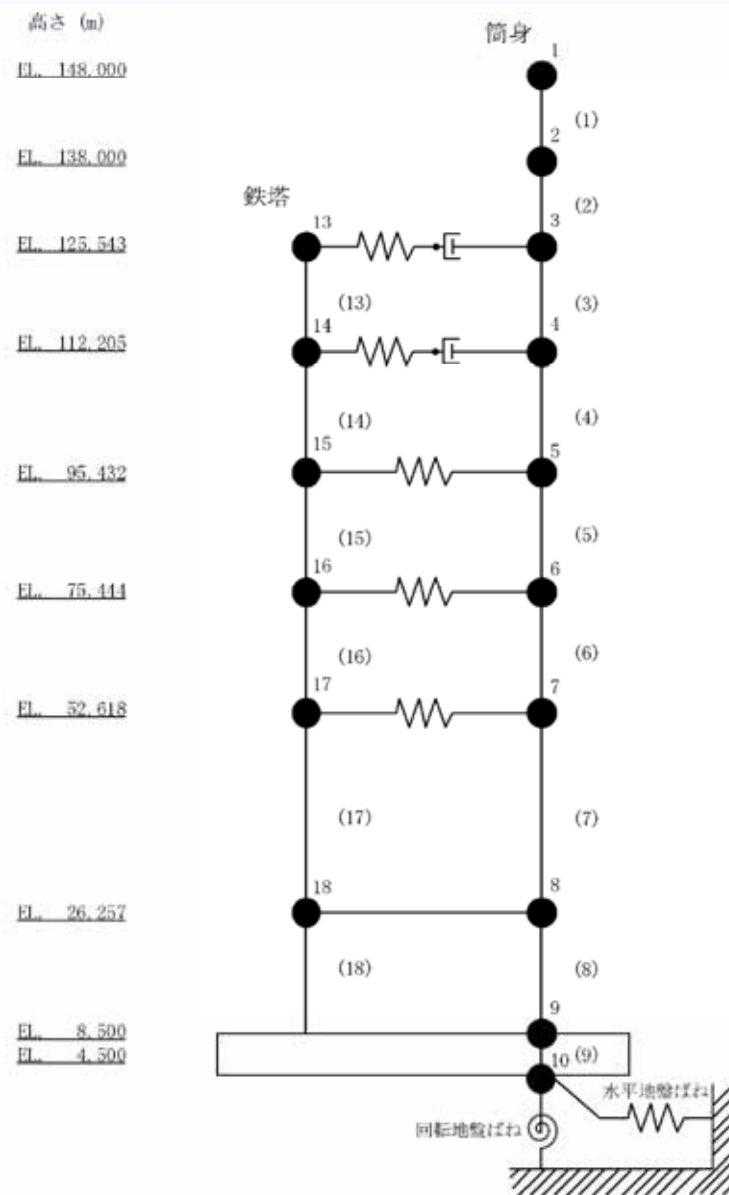 高さ (m)
筒身
1
EL. 148.000
(1)
2
EL. 138.000
(2)
鉄塔
13
3
EL. 125.543
(13)
(3)
14
4
EL. 112.205
(14)
(4)
15
5
EL. 95.432
(15)
(5)
16
6
EL. 75.444
(16)
(6)
17
7
EL. 52.618
(17)
(7)
18
8
EL. 26.257
(18)
(8)
9
EL. 8.500
EL. 4.500
(9)
10
水平地盤ばね
回転地盤ばね